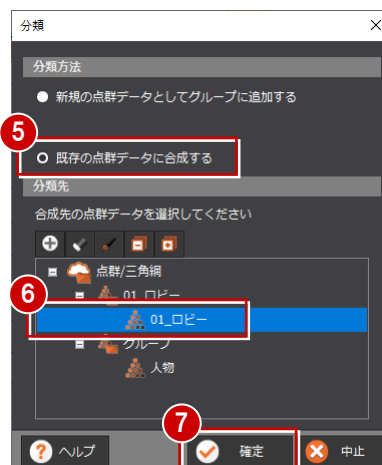 分類
分類方法
新規の点群データとしてグループに追加する
5
既存の点群データに合成する
分類先
合成先の点群データを選択してください
点群/三角網
6
01_ロビー
01_ロビー
グループ
人物
7
ヘルプ 確定 中止